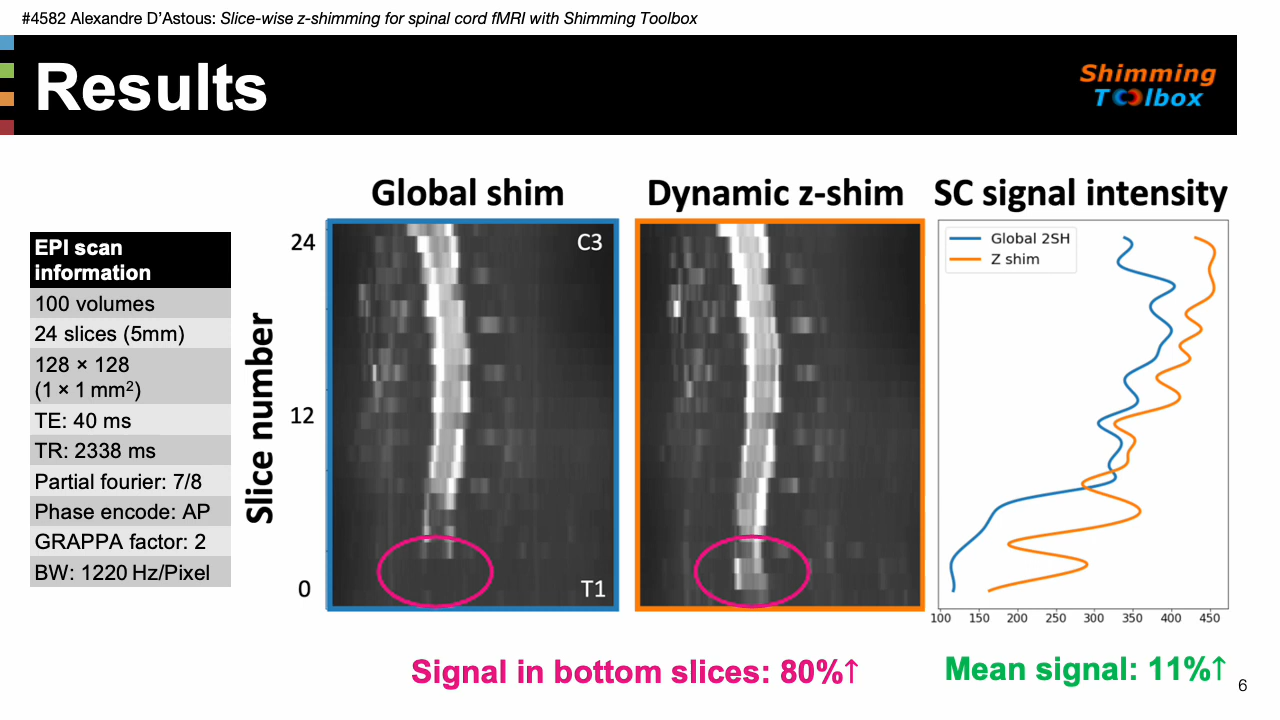 #4582 Alexandre D’Astous: Slice-wise z-shimming for spinal cord fMRI with Shimming Toolbox
Results
Shimming
Toolbox
EPI scan
information
100 volumes
24 slices (5mm)
128 × 128
(1 × 1 mm²)
TE: 40 ms
TR: 2338 ms
Partial fourier: 7/8
Phase encode: AP
GRAPPA factor: 2
BW: 1220 Hz/Pixel
Slice number
24
12
0
Global shim
C3
T1
Dynamic z-shim
SC signal intensity
Global 2SH
Z shim
100 150 200 250 300 350 400 450
Signal in bottom slices: 80%↑
Mean signal: 11%↑
6